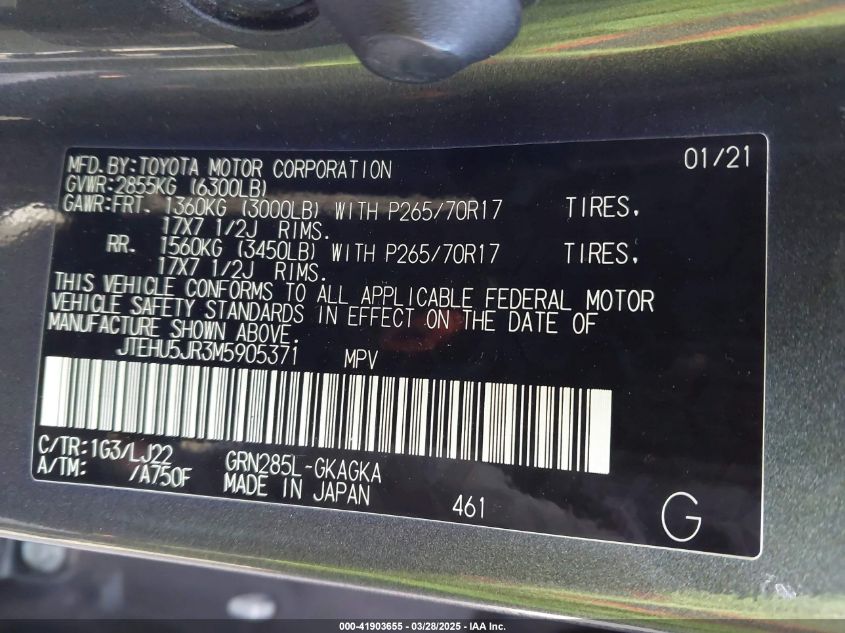 MFD.BY:TOYOTA MOTOR CORPORATION 01/21
GVWR:2855KG (6300LB)
GAWR:FRT. 1360KG (3000LB) WITH P265/70R17 TIRES.
17X7 1/2J RIMS.
RR. 1560KG (3450LB) WITH P265/70R17 TIRES.
17X7 1/2J RIMS.
THIS VEHICLE CONFORMS TO ALL APPLICABLE FEDERAL MOTOR
VEHICLE SAFETY STANDARDS IN EFFECT ON THE DATE OF
MANUFACTURE SHOWN ABOVE.
JTEHU5JR3M5905371 MPV
C/TR:1G3/LJ22 GRN285L-GKAGKA
A/TM: /A750F MADE IN JAPAN 461 G
000-41903655 — 03/28/2025 - IAA Inc.